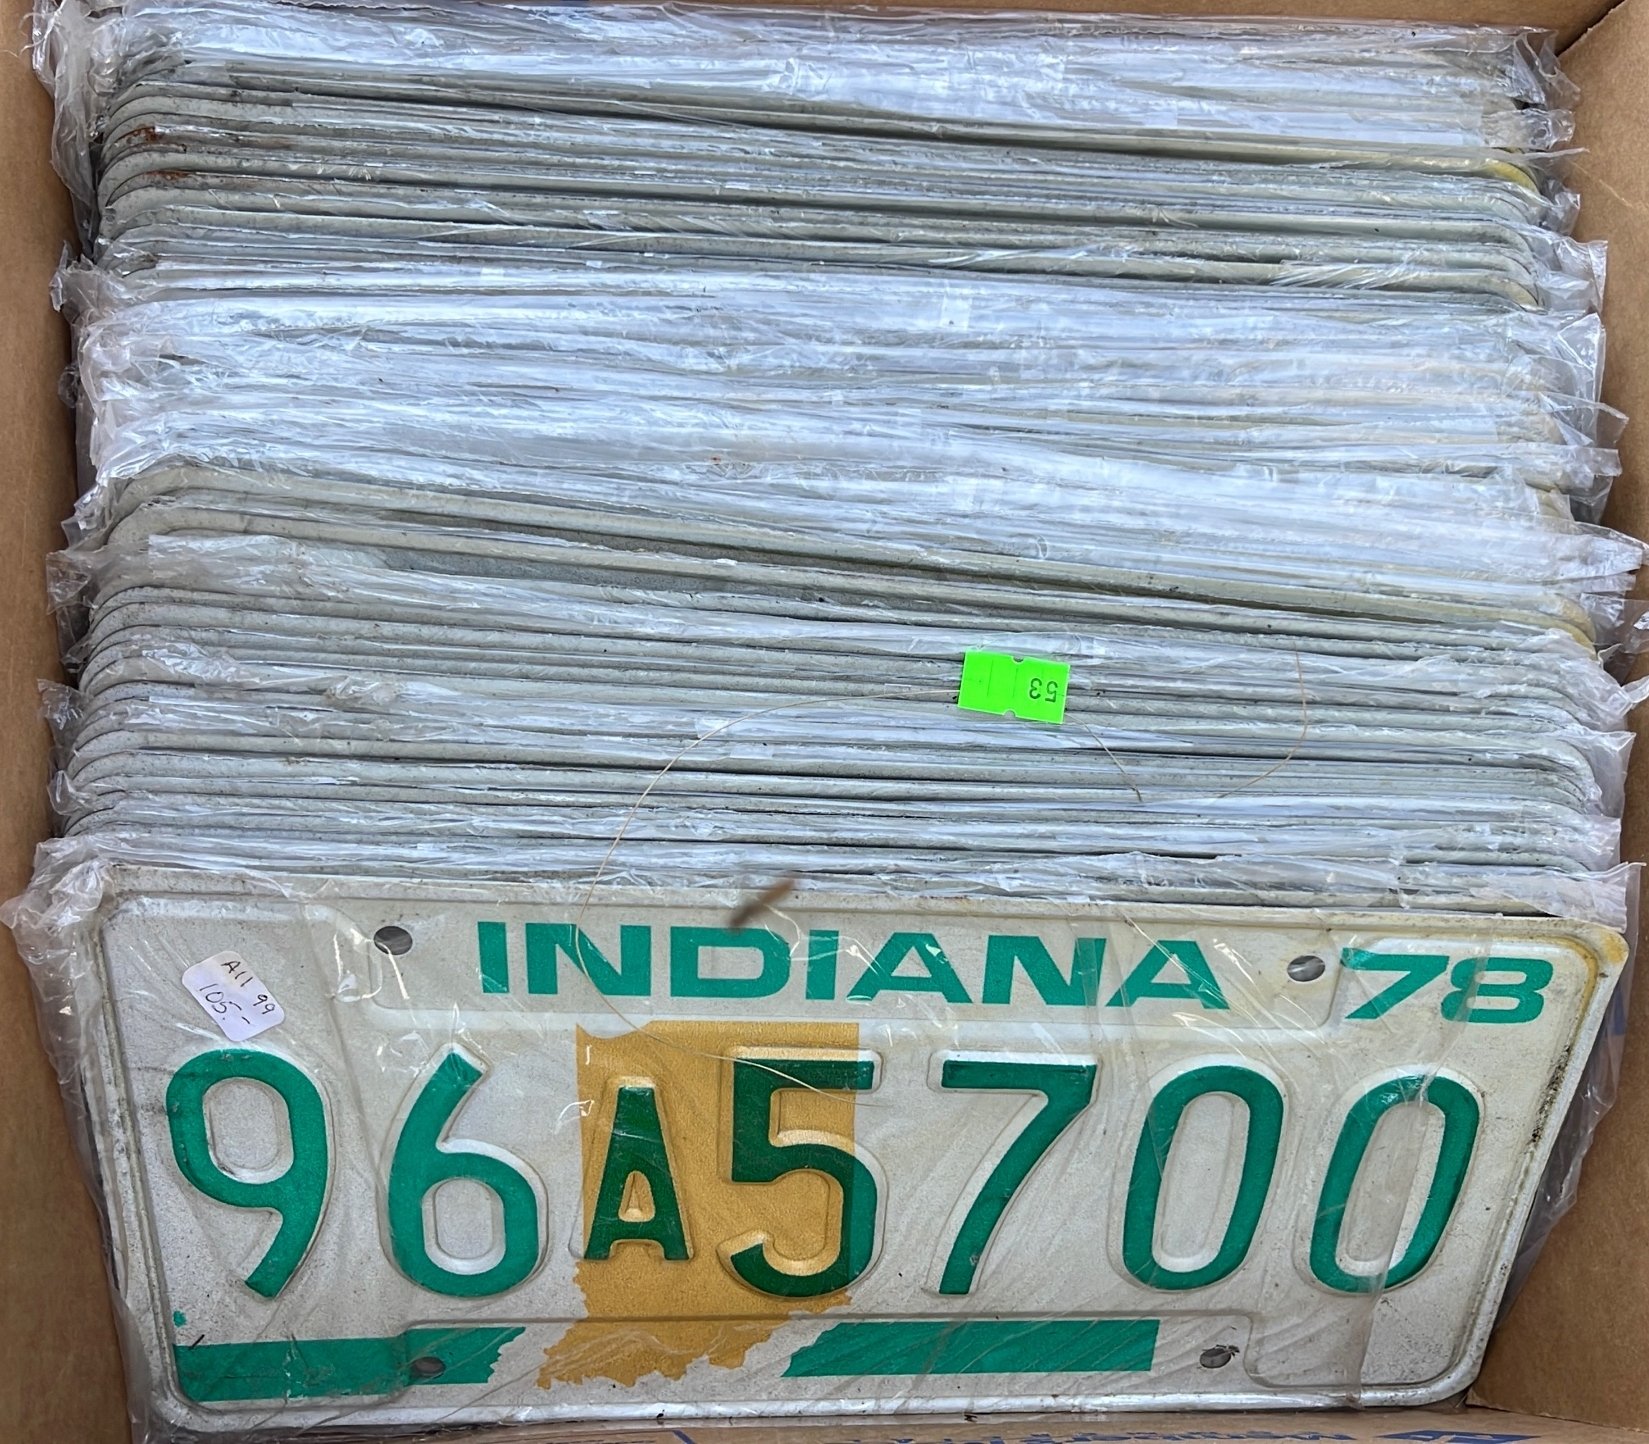 53
INDIANA 78
All 99
105.-
96A5700